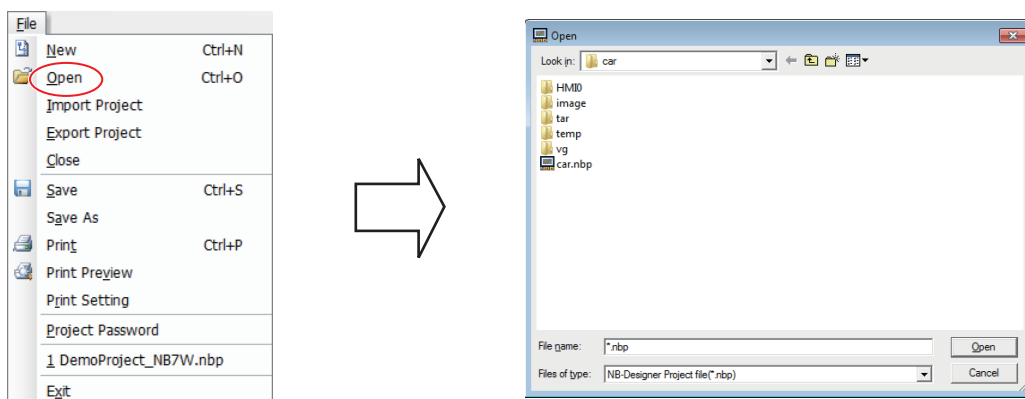 File
New Ctrl+N
Open Ctrl+O
Import Project
Export Project
Close
Save Ctrl+S
Save As
Print Ctrl+P
Print Preview
Print Setting
Project Password
1 DemoProject_NB7W.nbp
Exit
Open
Look in: car
HMI0
image
tar
temp
vg
car.nbp
File name: *.nbp Open
Files of type: NB-Designer Project file(*.nbp) Cancel